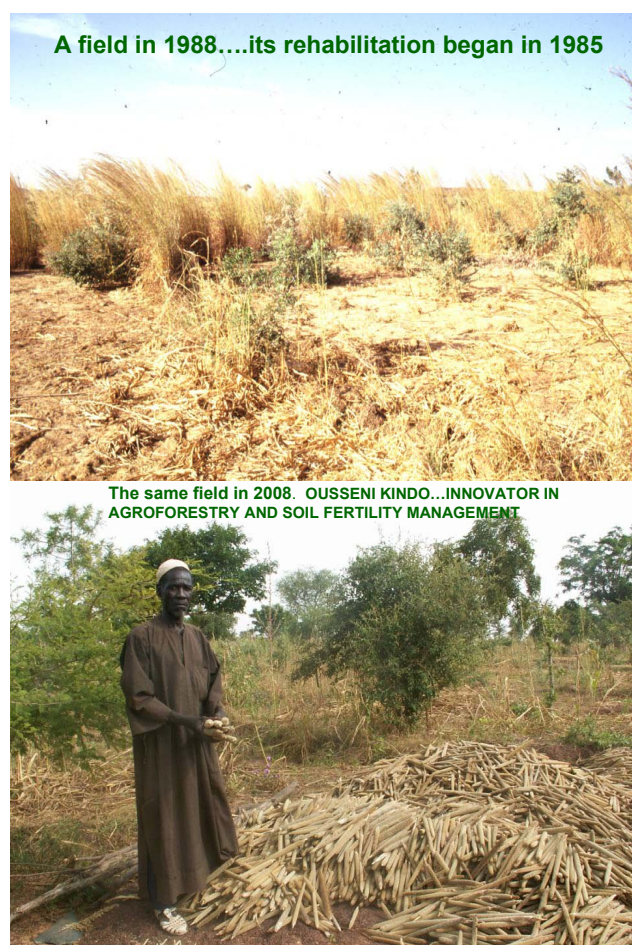 A field in 1988….its rehabilitation began in 1985
The same field in 2008.  OUSSENI KINDO…INNOVATOR IN
AGROFORESTRY AND SOIL FERTILITY MANAGEMENT